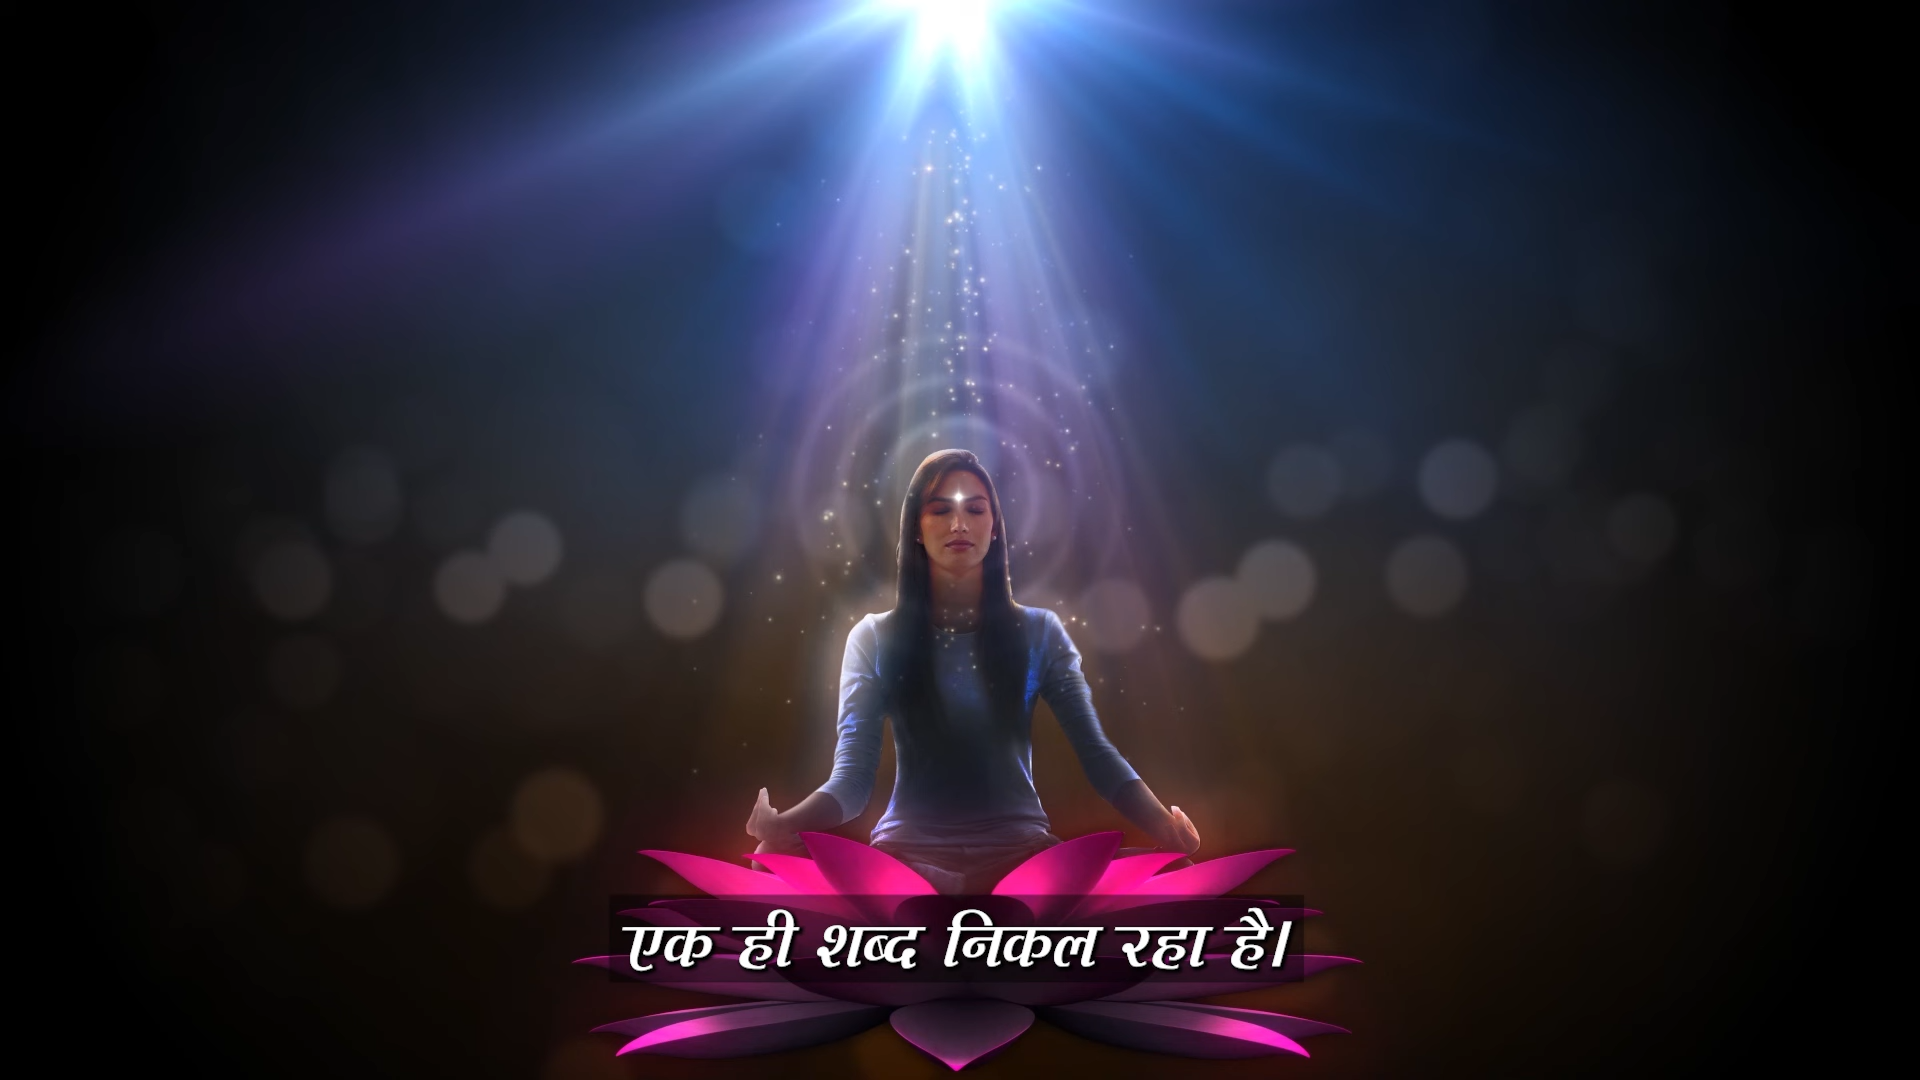 एक ही शब्द निकल रहा है।